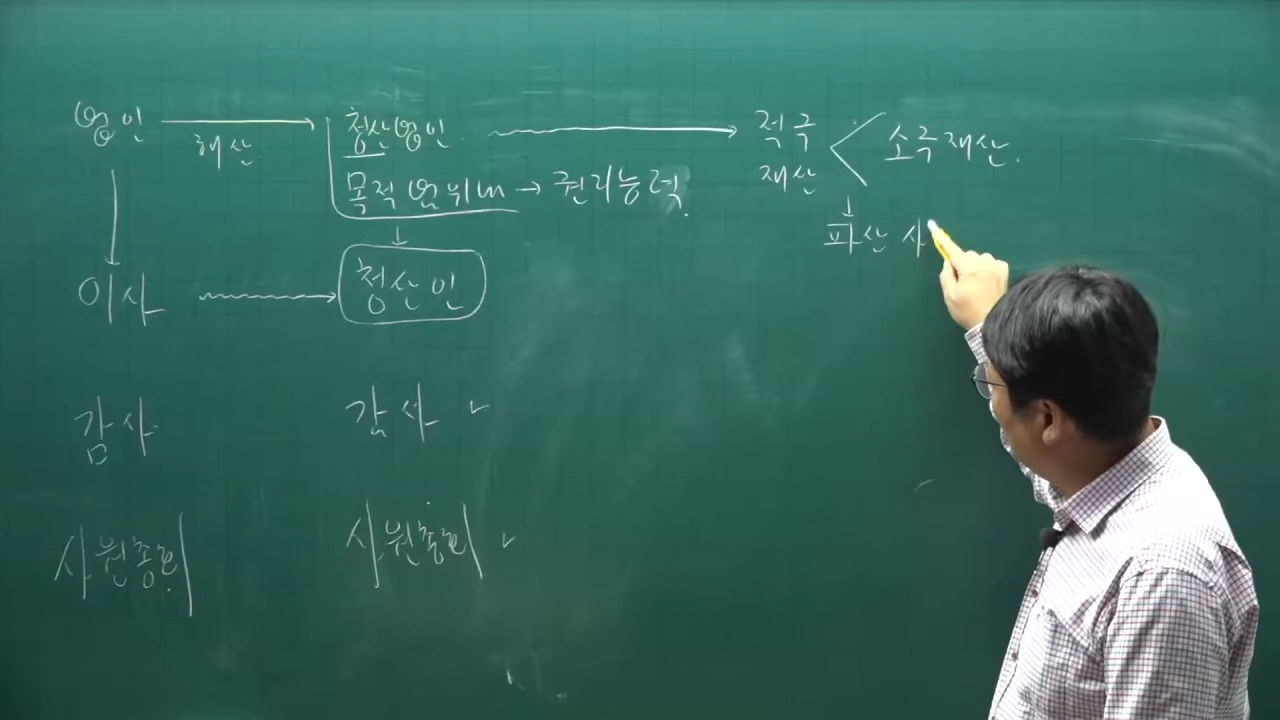 법인
해산
청산법인
목적 범위內 → 권리능력.
적극
재산
<
소극재산.
↓
파산 사
↓
이사
↓
청산인
감사
감사 ✓
사원총회
사원총회 ✓